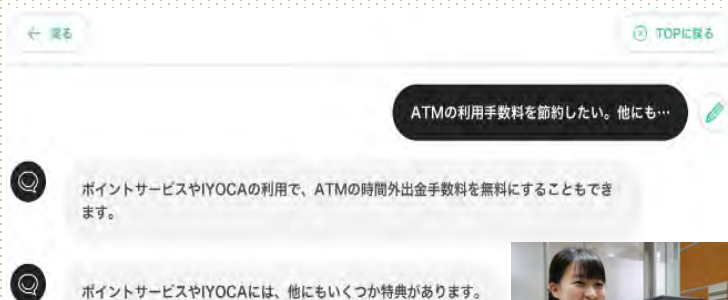 ← 戻る
TOPに戻る
ATMの利用手数料を節約したい。他にも…
ポイントサービスやIYOCAの利用で、ATMの時間外出金手数料を無料にすることもでき
ます。
ポイントサービスやIYOCAには、他にもいくつか特典があります。